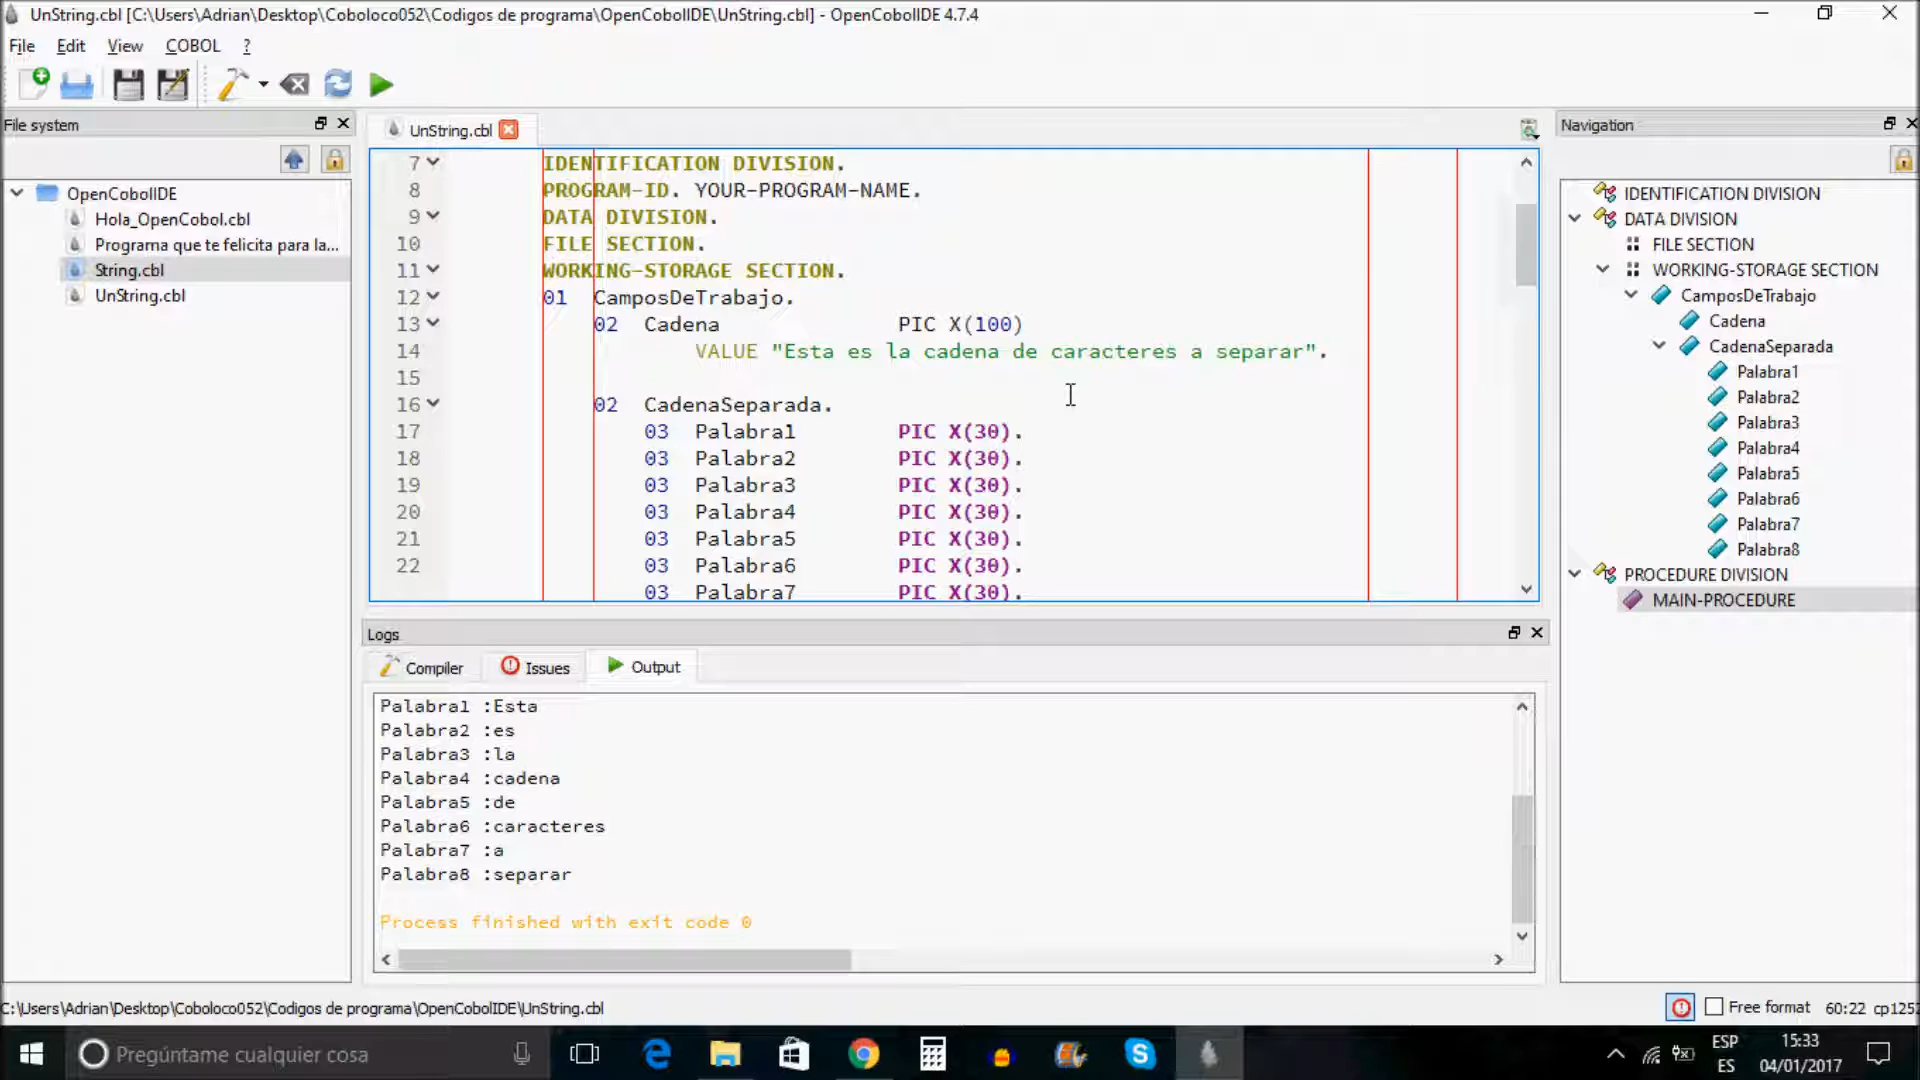 UnString.cbl [C:\Users\Adrian\Desktop\Coboloco052\Codigos de programa\OpenCobolIDE\UnString.cbl] - OpenCobolIDE 4.7.4
File Edit View COBOL ?
File system
OpenCobolIDE
Hola_OpenCobol.cbl
Programa que te felicita para la...
String.cbl
UnString.cbl
UnString.cbl
7 IDENTIFICATION DIVISION.
8 PROGRAM-ID. YOUR-PROGRAM-NAME.
9 DATA DIVISION.
10 FILE SECTION.
11 WORKING-STORAGE SECTION.
12 01 CamposDeTrabajo.
13 02 Cadena PIC X(100)
14 VALUE "Esta es la cadena de caracteres a separar".
15
16 02 CadenaSeparada.
17 03 Palabra1 PIC X(30).
18 03 Palabra2 PIC X(30).
19 03 Palabra3 PIC X(30).
20 03 Palabra4 PIC X(30).
21 03 Palabra5 PIC X(30).
22 03 Palabra6 PIC X(30).
03 Palabra7 PIC X(30).
Logs
Compiler Issues Output
Palabra1 :Esta
Palabra2 :es
Palabra3 :la
Palabra4 :cadena
Palabra5 :de
Palabra6 :caracteres
Palabra7 :a
Palabra8 :separar
Process finished with exit code 0
Navigation
IDENTIFICATION DIVISION
DATA DIVISION
FILE SECTION
WORKING-STORAGE SECTION
CamposDeTrabajo
Cadena
CadenaSeparada
Palabra1
Palabra2
Palabra3
Palabra4
Palabra5
Palabra6
Palabra7
Palabra8
PROCEDURE DIVISION
MAIN-PROCEDURE
C:\Users\Adrian\Desktop\Coboloco052\Codigos de programa\OpenCobolIDE\UnString.cbl
Free format 60:22 cp1252
Pregúntame cualquier cosa
ESP
ES
15:33
04/01/2017